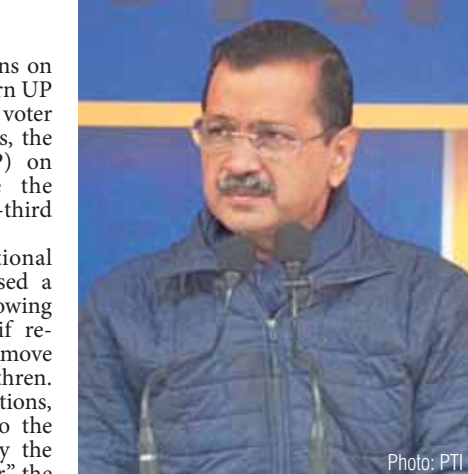 ns on
rn UP
voter
s, the
P) on
e the
-third
tional
sed a
owing
if re-
move
thren.
tions,
o the
y the
r" the
Photo: PTI